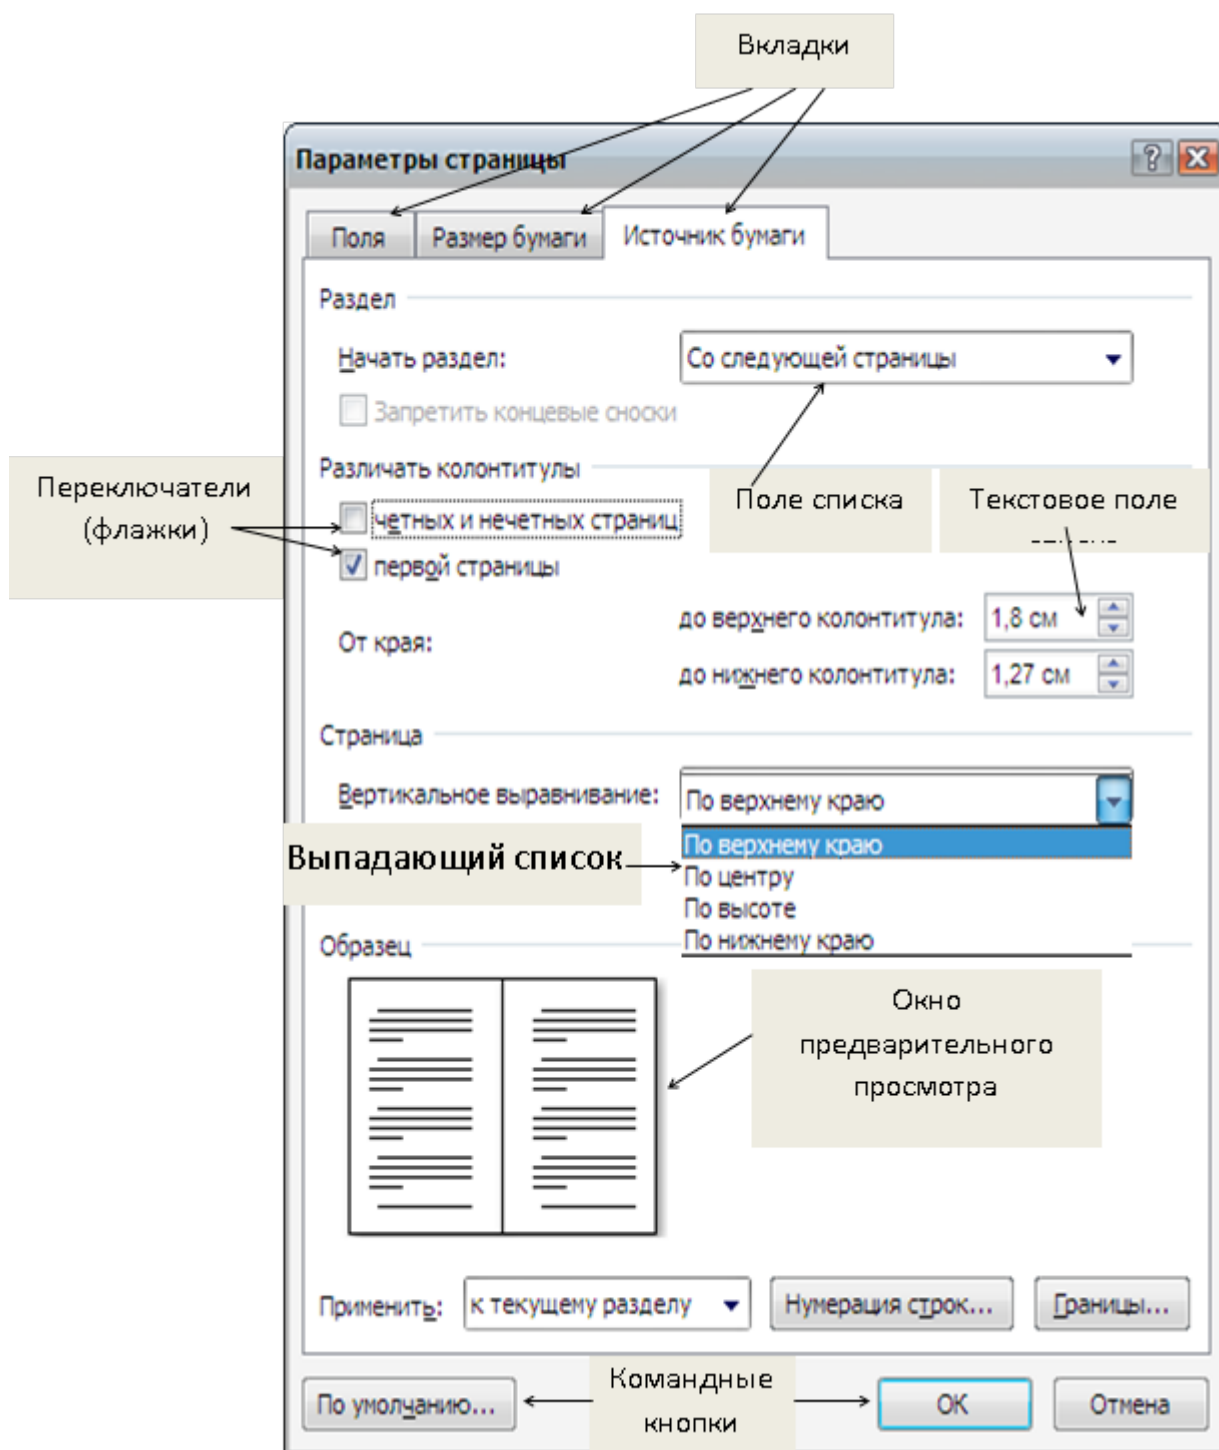 Вкладки
Параметры страницы
Поля
Размер бумаги
Источник бумаги
Раздел
Начать раздел:
Со следующей страницы
Запретить концевые сноски
Различать колонтитулы
Переключатели
(флажки)
Поле списка
Текстовое поле
четных и нечетных страниц
первой страницы
От края:
до верхнего колонтитула:
1,8 см
до нижнего колонтитула:
1,27 см
Страница
Вертикальное выравнивание:
По верхнему краю
Выпадающий список
По верхнему краю
По центру
По высоте
По нижнему краю
Образец
Окно
предварительного
просмотра
Применить:
к текущему разделу
Нумерация строк...
Границы...
По умолчанию...
Командные
кнопки
ОК
Отмена